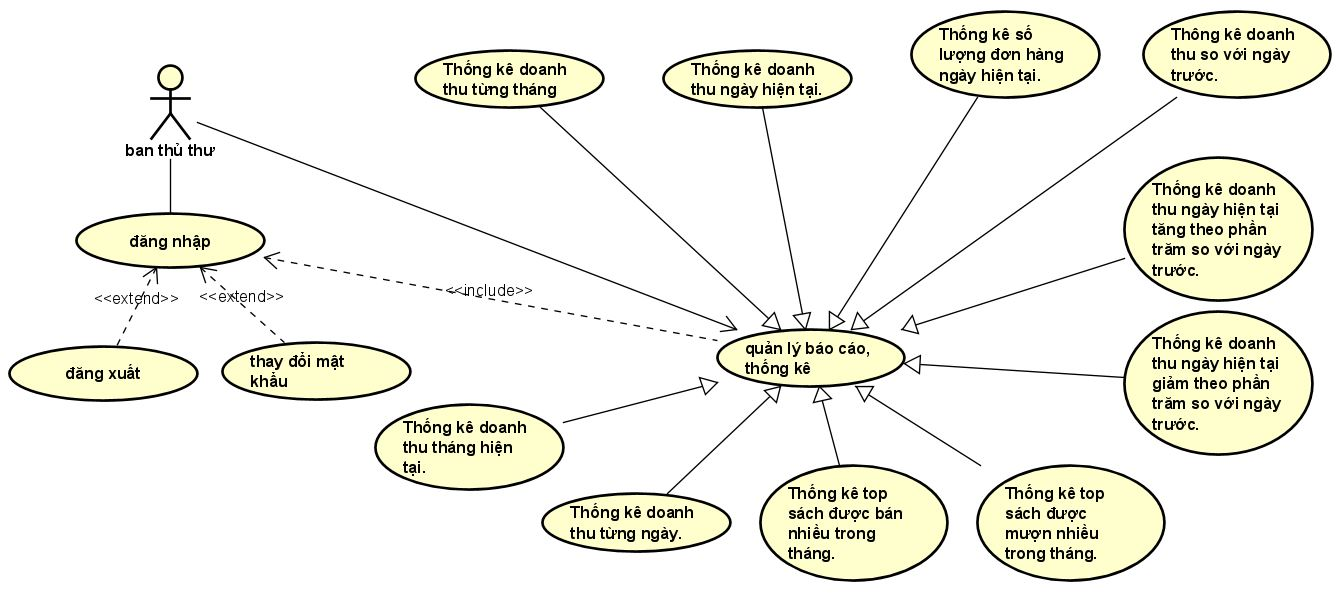 Thống kê doanh
thu từng tháng
Thống kê doanh
thu ngày hiện tại.
Thống kê số
lượng đơn hàng
ngày hiện tại.
Thông kê doanh
thu so với ngày
trước.
ban thủ thư
đăng nhập
<<extend>>
<<extend>>
<<include>>
đăng xuất
thay đổi mật
khẩu
quản lý báo cáo,
thống kê
Thống kê doanh
thu ngày hiện tại
tăng theo phần
trăm so với ngày
trước.
Thống kê doanh
thu ngày hiện tại
giảm theo phần
trăm so với ngày
trước.
Thống kê doanh
thu tháng hiện
tại.
Thống kê doanh
thu từng ngày.
Thống kê top
sách được bán
nhiều trong
tháng.
Thống kê top
sách được
mượn nhiều
trong tháng.